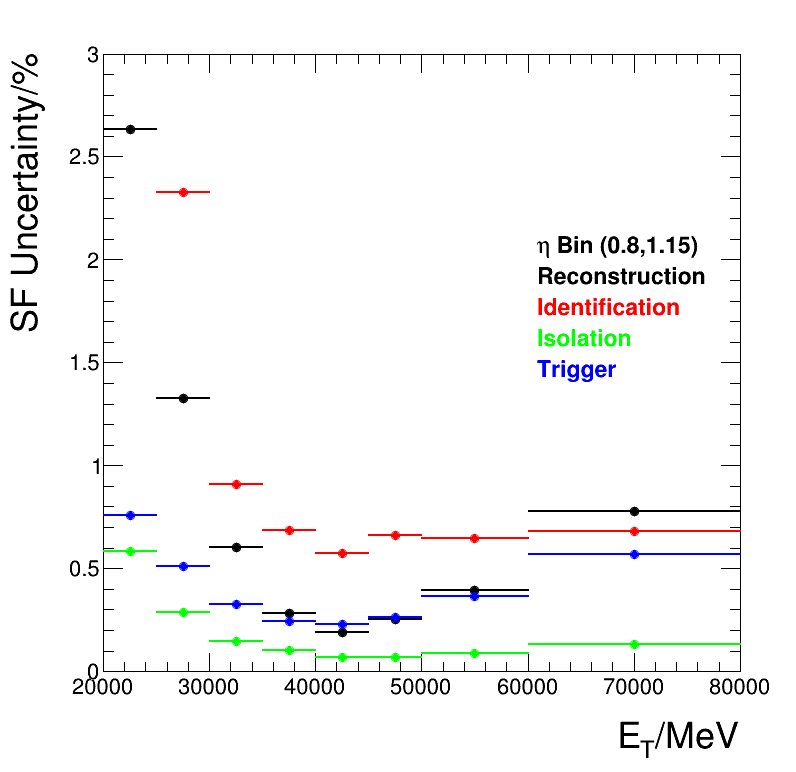 SF Uncertainty/%
3
2.5
2
1.5
1
0.5
0
η Bin (0.8,1.15)
Reconstruction
Identification
Isolation
Trigger
20000 30000 40000 50000 60000 70000 80000
E_T/MeV